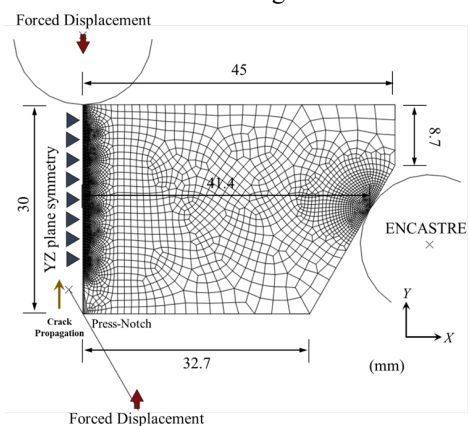 Forced Displacement
45
8.7
41.4
30
YZ plane symmetry
ENCASTRE
Crack
Propagation
Press-Notch
Y
X
32.7
(mm)
Forced Displacement